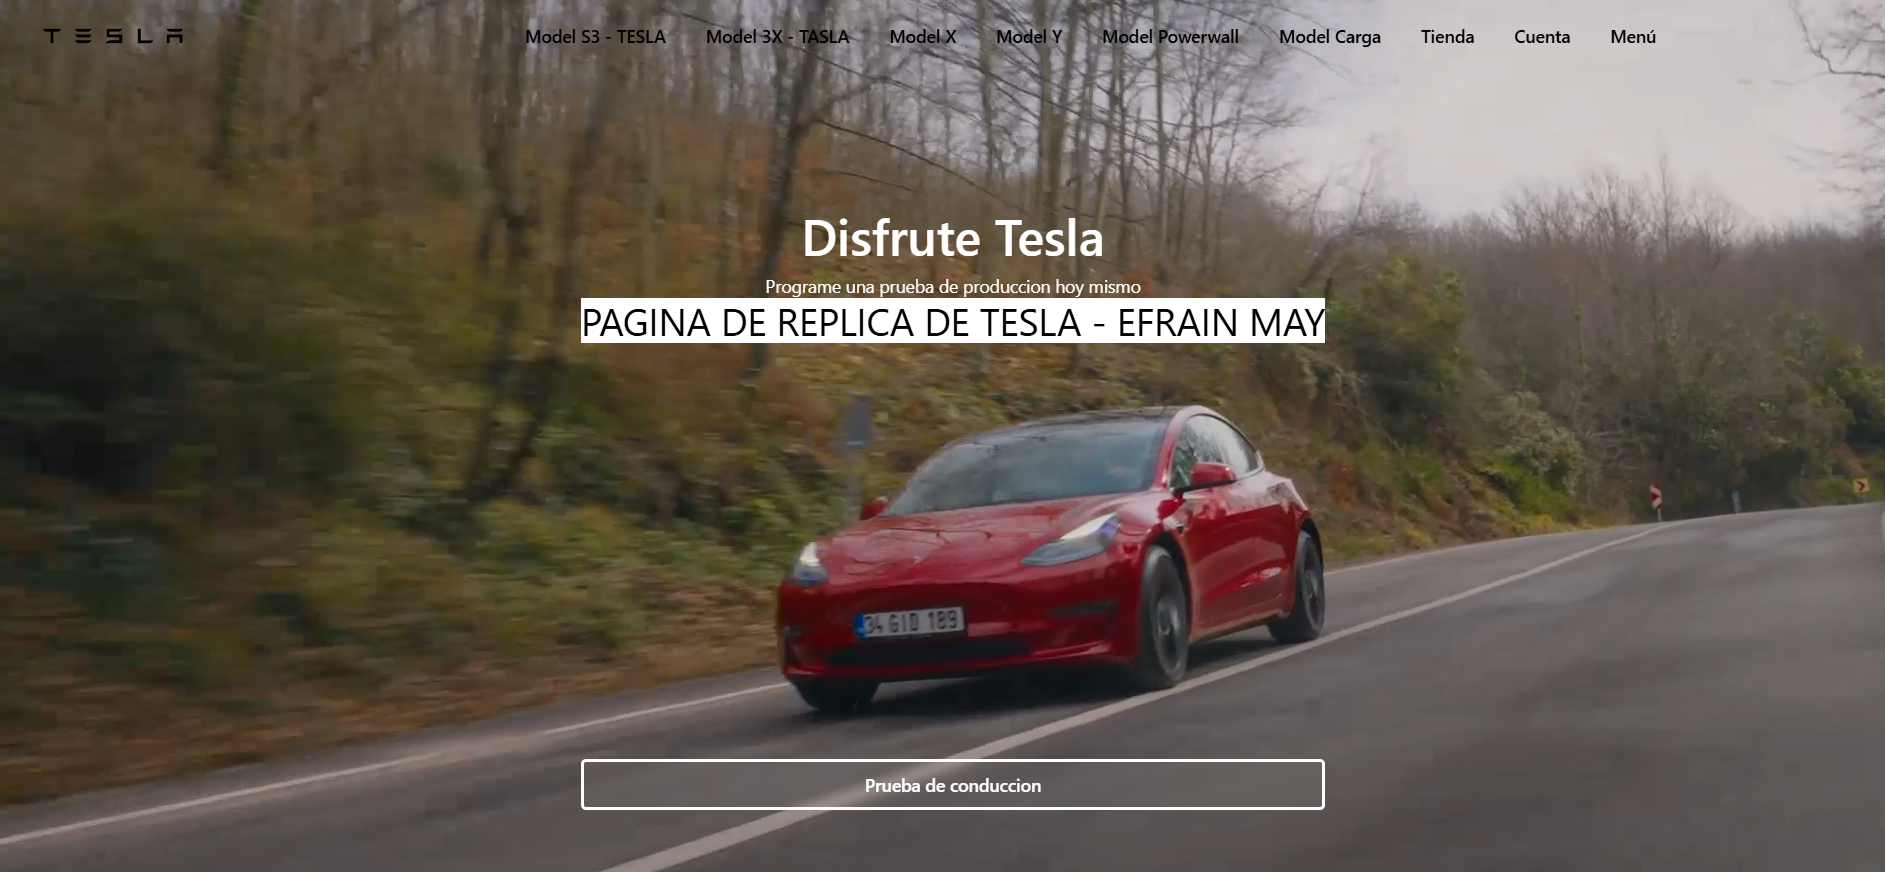 TESLA
Model S3 - TESLA Model 3X - TASLA Model X Model Y Model Powerwall Model Carga Tienda Cuenta Menú
Disfrute Tesla
Programe una prueba de produccion hoy mismo
PAGINA DE REPLICA DE TESLA - EFRAIN MAY
34 GID 189
Prueba de conduccion